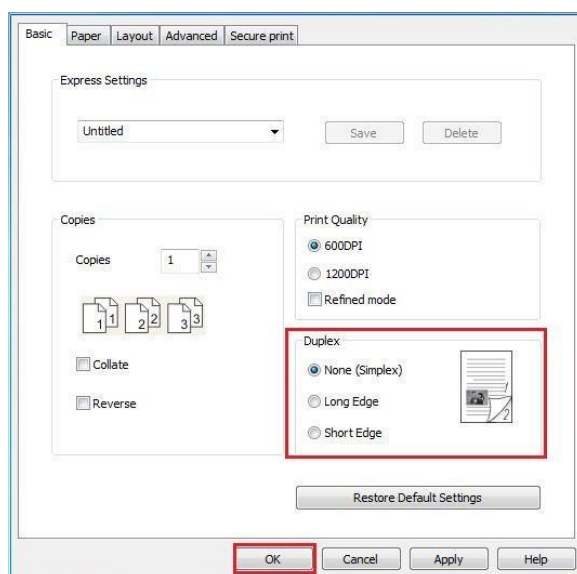 Basic Paper Layout Advanced Secure print
Express Settings
Untitled Save Delete
Copies
Copies 1
1 1 2 2 3 3
Collate
Reverse
Print Quality
600DPI
1200DPI
Refined mode
Duplex
None (Simplex)
Long Edge
Short Edge
1
2
Restore Default Settings
OK Cancel Apply Help